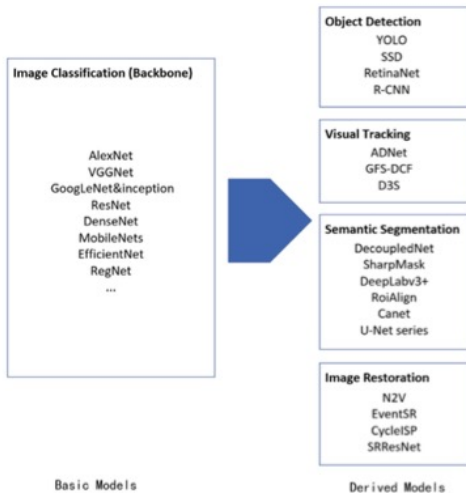 Image Classification (Backbone)
AlexNet
VGGNet
GoogLeNet&inception
ResNet
DenseNet
MobileNets
EfficientNet
RegNet
...
Basic Models
Object Detection
YOLO
SSD
RetinaNet
R-CNN
Visual Tracking
ADNet
GFS-DCF
D3S
Semantic Segmentation
DecoupledNet
SharpMask
DeepLabv3+
RoiAlign
Canet
U-Net series
Image Restoration
N2V
EventSR
CycleISP
SRResNet
Derived Models